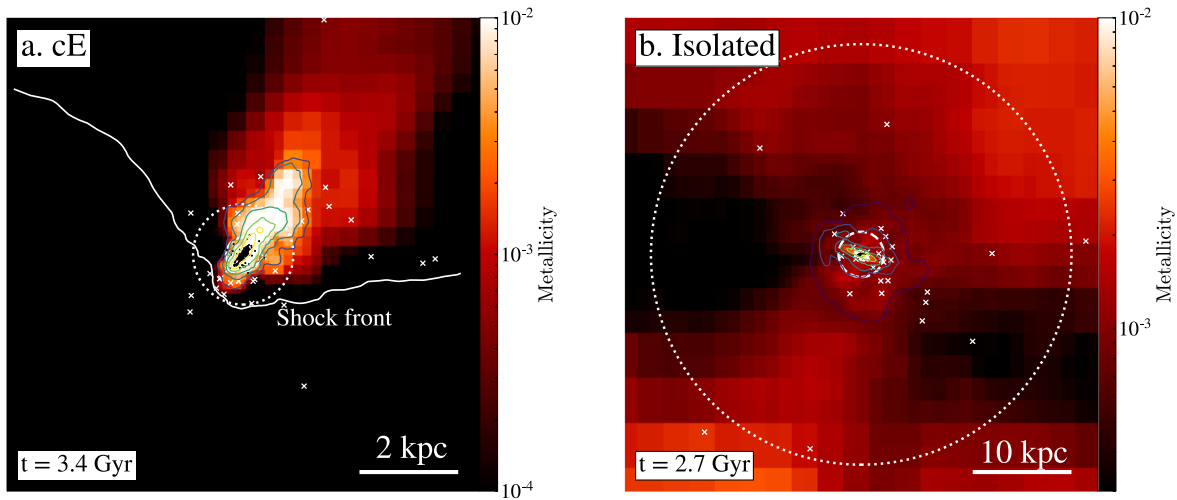 a. cE
Shock front
2 kpc
t = 3.4 Gyr
10⁻²
10⁻³
10⁻⁴
Metallicity
b. Isolated
10 kpc
t = 2.7 Gyr
10⁻²
10⁻³
Metallicity